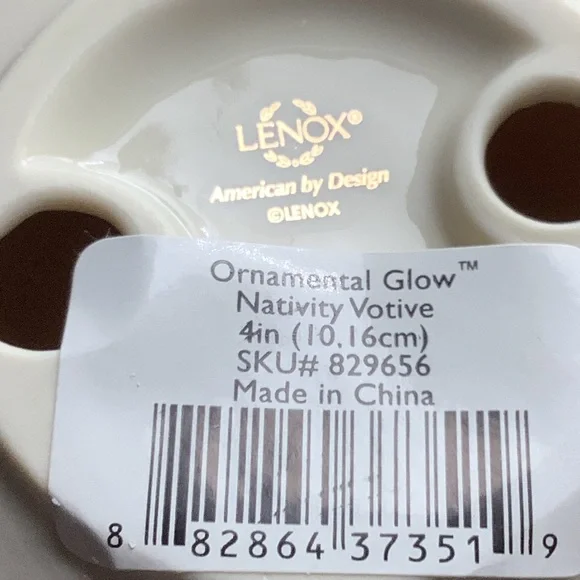 LENOX®
American by Design
©LENOX
Ornamental Glow™
Nativity Votive
4in (10.16cm)
SKU# 829656
Made in China
8 82864 37351 9